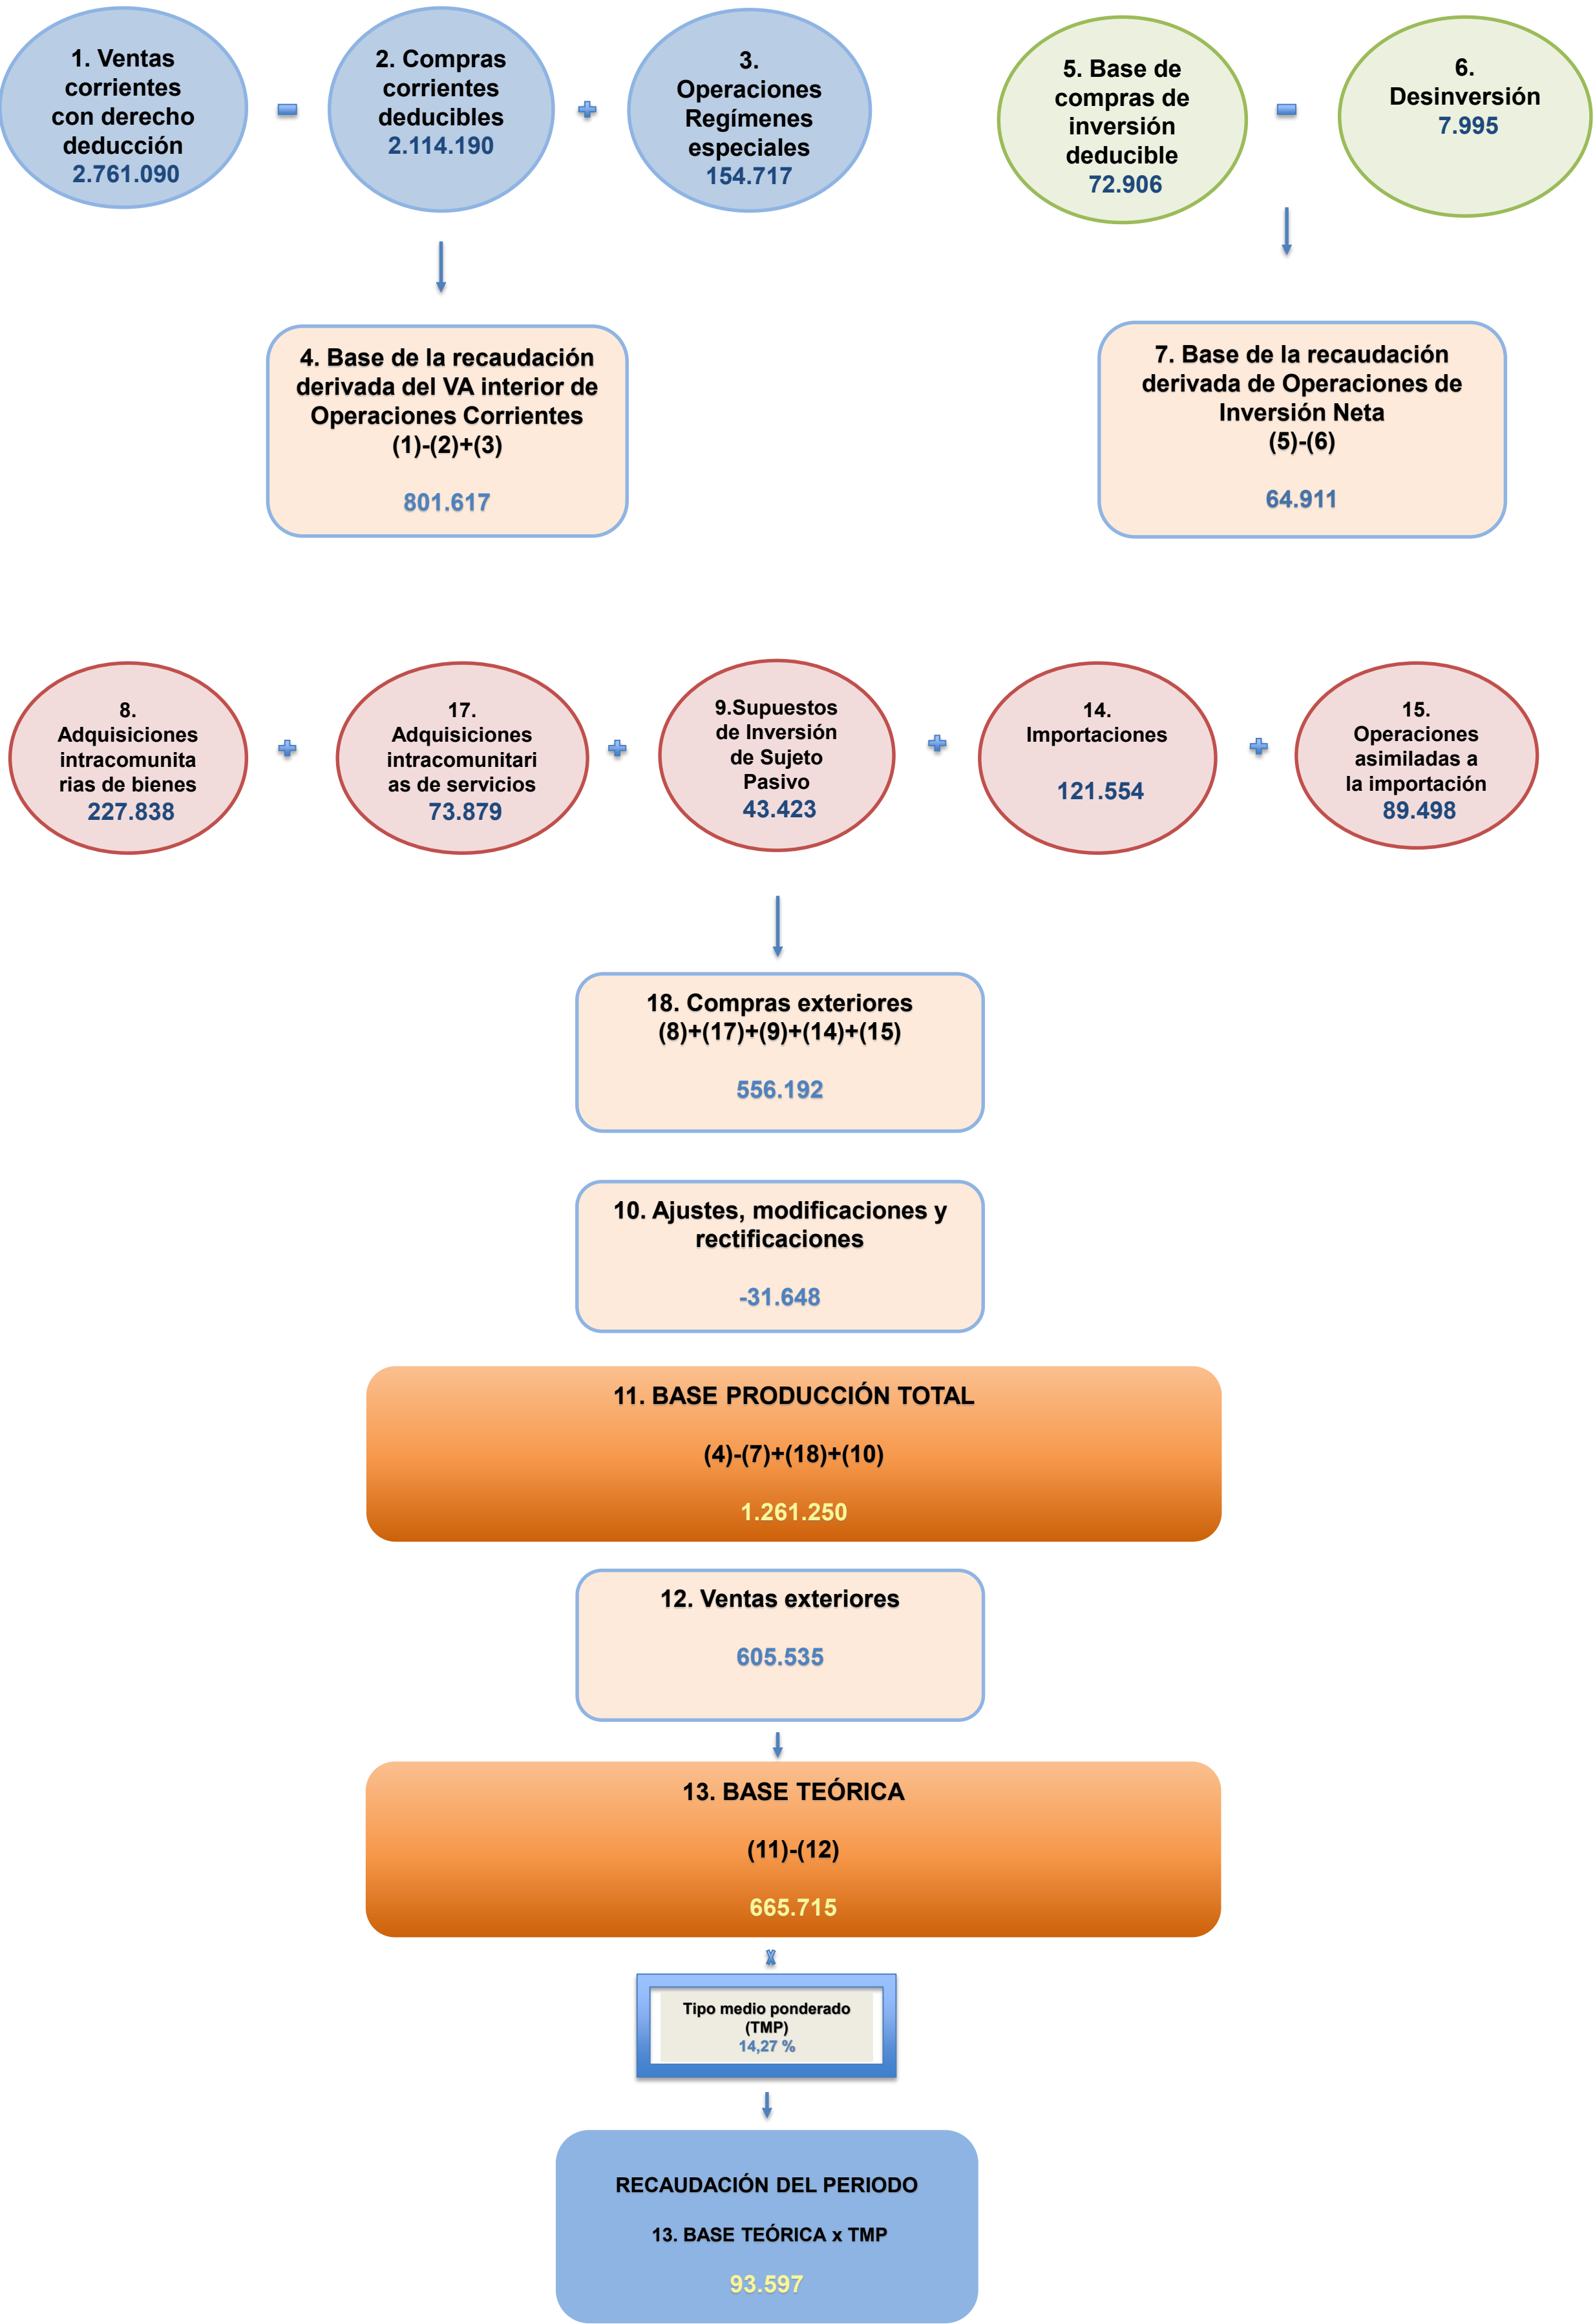 1. Ventas
corrientes
con derecho
deducción
2.761.090
2. Compras
corrientes
deducibles
2.114.190
3.
Operaciones
Regímenes
especiales
154.717
5. Base de
compras de
inversión
deducible
72.906
6.
Desinversión
7.995
4. Base de la recaudación
derivada del VA interior de
Operaciones Corrientes
(1)-(2)+(3)
801.617
7. Base de la recaudación
derivada de Operaciones de
Inversión Neta
(5)-(6)
64.911
8.
Adquisiciones
intracomunita
rias de bienes
227.838
17.
Adquisiciones
intracomunitari
as de servicios
73.879
9.Supuestos
de Inversión
de Sujeto
Pasivo
43.423
14.
Importaciones
121.554
15.
Operaciones
asimiladas a
la importación
89.498
18. Compras exteriores
(8)+(17)+(9)+(14)+(15)
556.192
10. Ajustes, modificaciones y
rectificaciones
-31.648
11. BASE PRODUCCIÓN TOTAL
(4)-(7)+(18)+(10)
1.261.250
12. Ventas exteriores
605.535
13. BASE TEÓRICA
(11)-(12)
665.715
x
Tipo medio ponderado
(TMP)
14,27 %
RECAUDACIÓN DEL PERIODO
13. BASE TEÓRICA x TMP
93.597